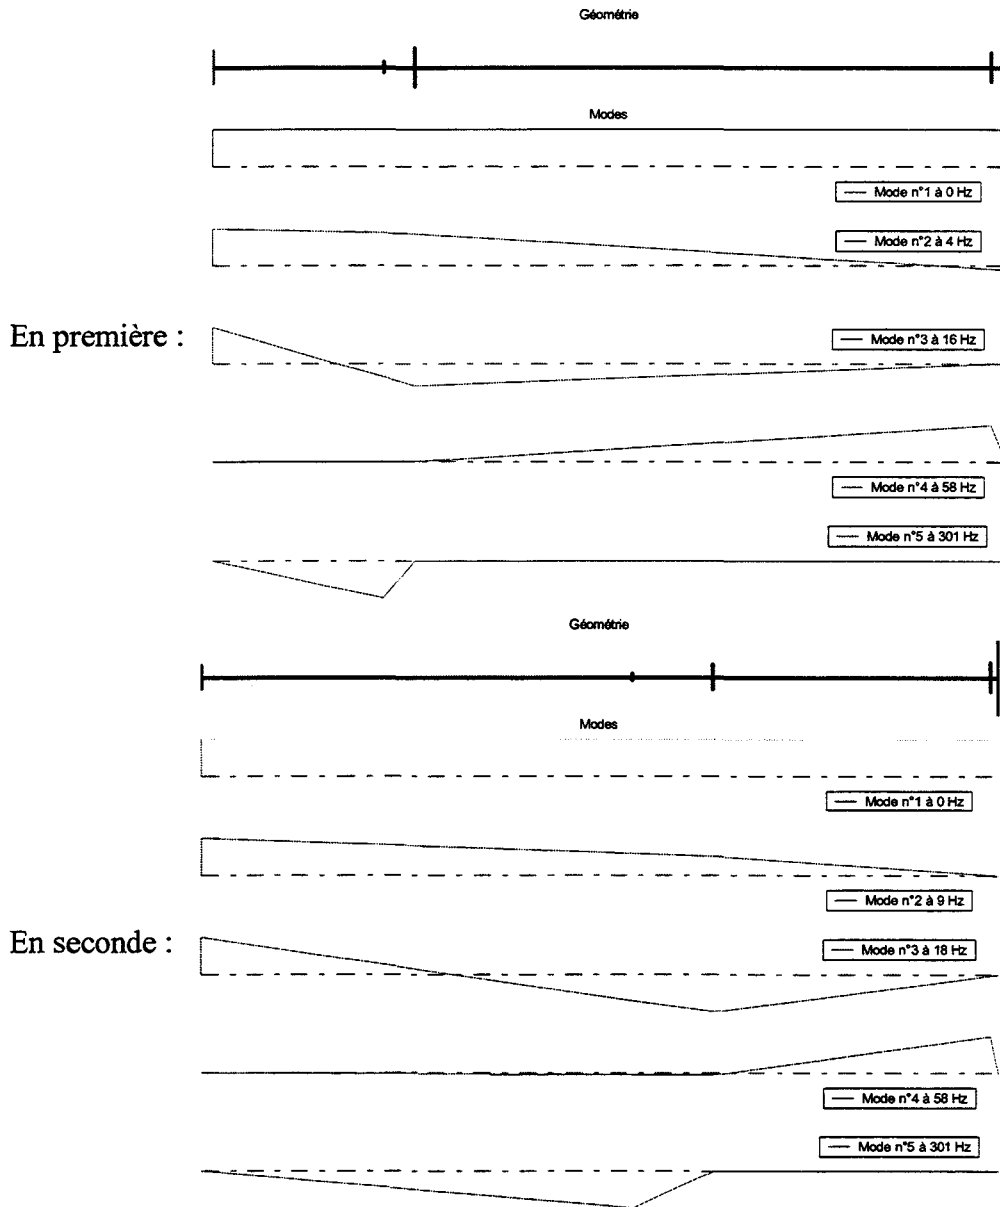 Géométrie
Modes
Mode n°1 à 0 Hz
Mode n°2 à 4 Hz
En première :
Mode n°3 à 16 Hz
Mode n°4 à 58 Hz
Mode n°5 à 301 Hz
Géométrie
Modes
Mode n°1 à 0 Hz
Mode n°2 à 9 Hz
En seconde :
Mode n°3 à 18 Hz
Mode n°4 à 58 Hz
Mode n°5 à 301 Hz